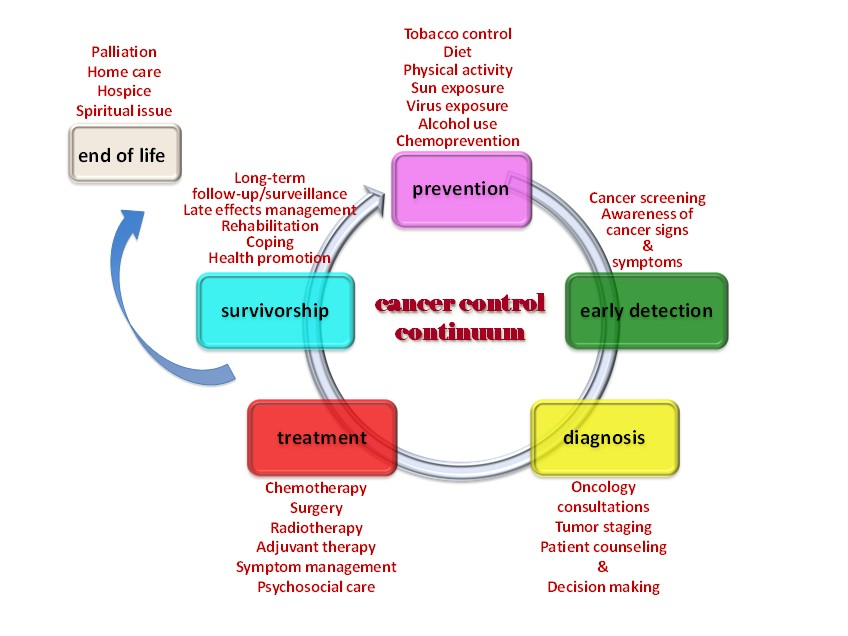 Palliation
Home care
Hospice
Spiritual issue
end of life
Tobacco control
Diet
Physical activity
Sun exposure
Virus exposure
Alcohol use
Chemoprevention
prevention
Cancer screening
Awareness of
cancer signs
&
symptoms
early detection
Long-term
follow-up/surveillance
Late effects management
Rehabilitation
Coping
Health promotion
survivorship
cancer control
continuum
treatment
Chemotherapy
Surgery
Radiotherapy
Adjuvant therapy
Symptom management
Psychosocial care
diagnosis
Oncology
consultations
Tumor staging
Patient counseling
&
Decision making